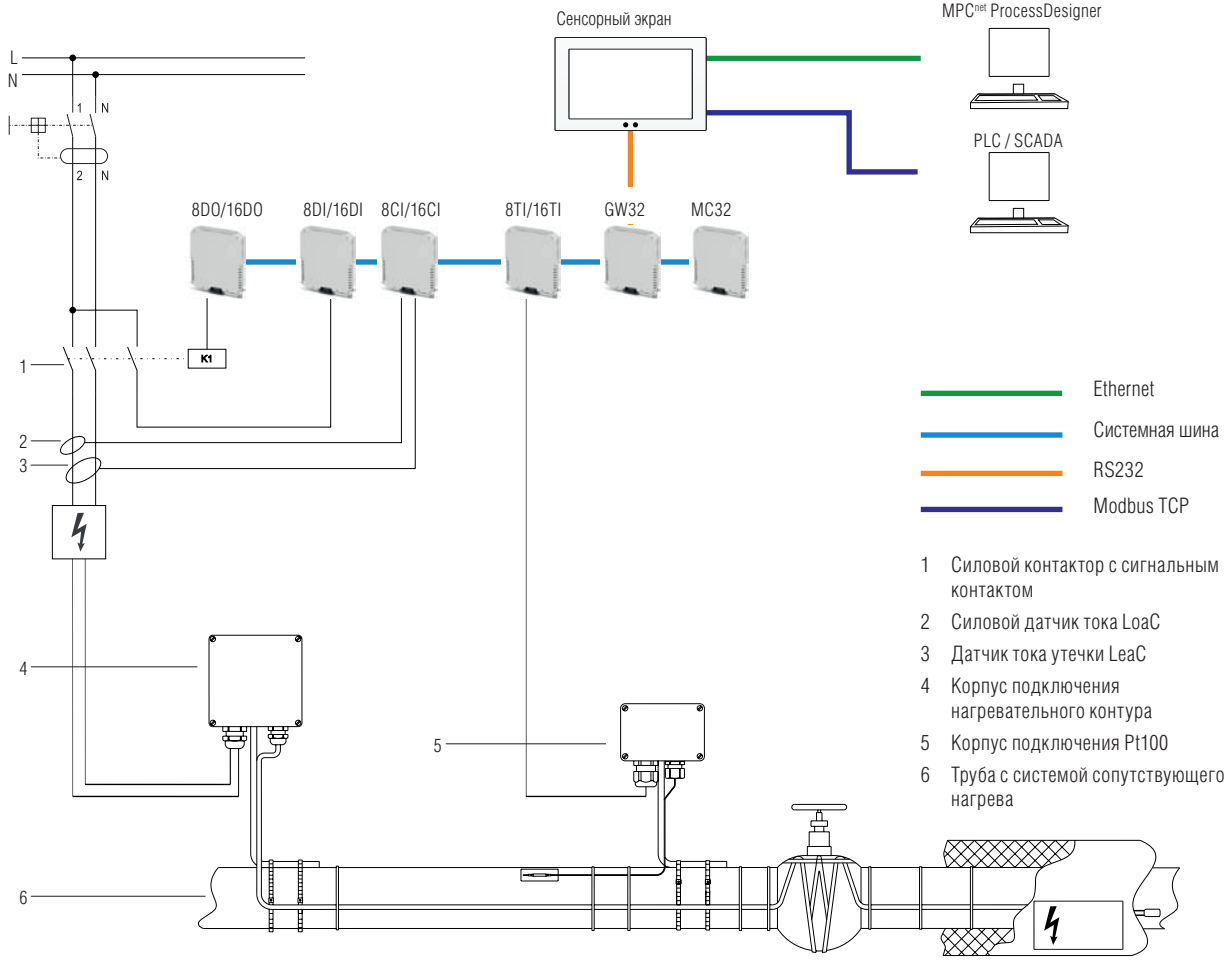 Сенсорный экран
MPCnet ProcessDesigner
L
N
1 N
2 N
PLC / SCADA
8DO/16DO 8DI/16DI 8CI/16CI 8TI/16TI GW32 MC32
K1
1
2
3
4
5
6
Ethernet
Системная шина
RS232
Modbus TCP
1 Силовой контактор с сигнальным
контактом
2 Силовой датчик тока LoaC
3 Датчик тока утечки LeaC
4 Корпус подключения
нагревательного контура
5 Корпус подключения Pt100
6 Труба с системой сопутствующего
нагрева